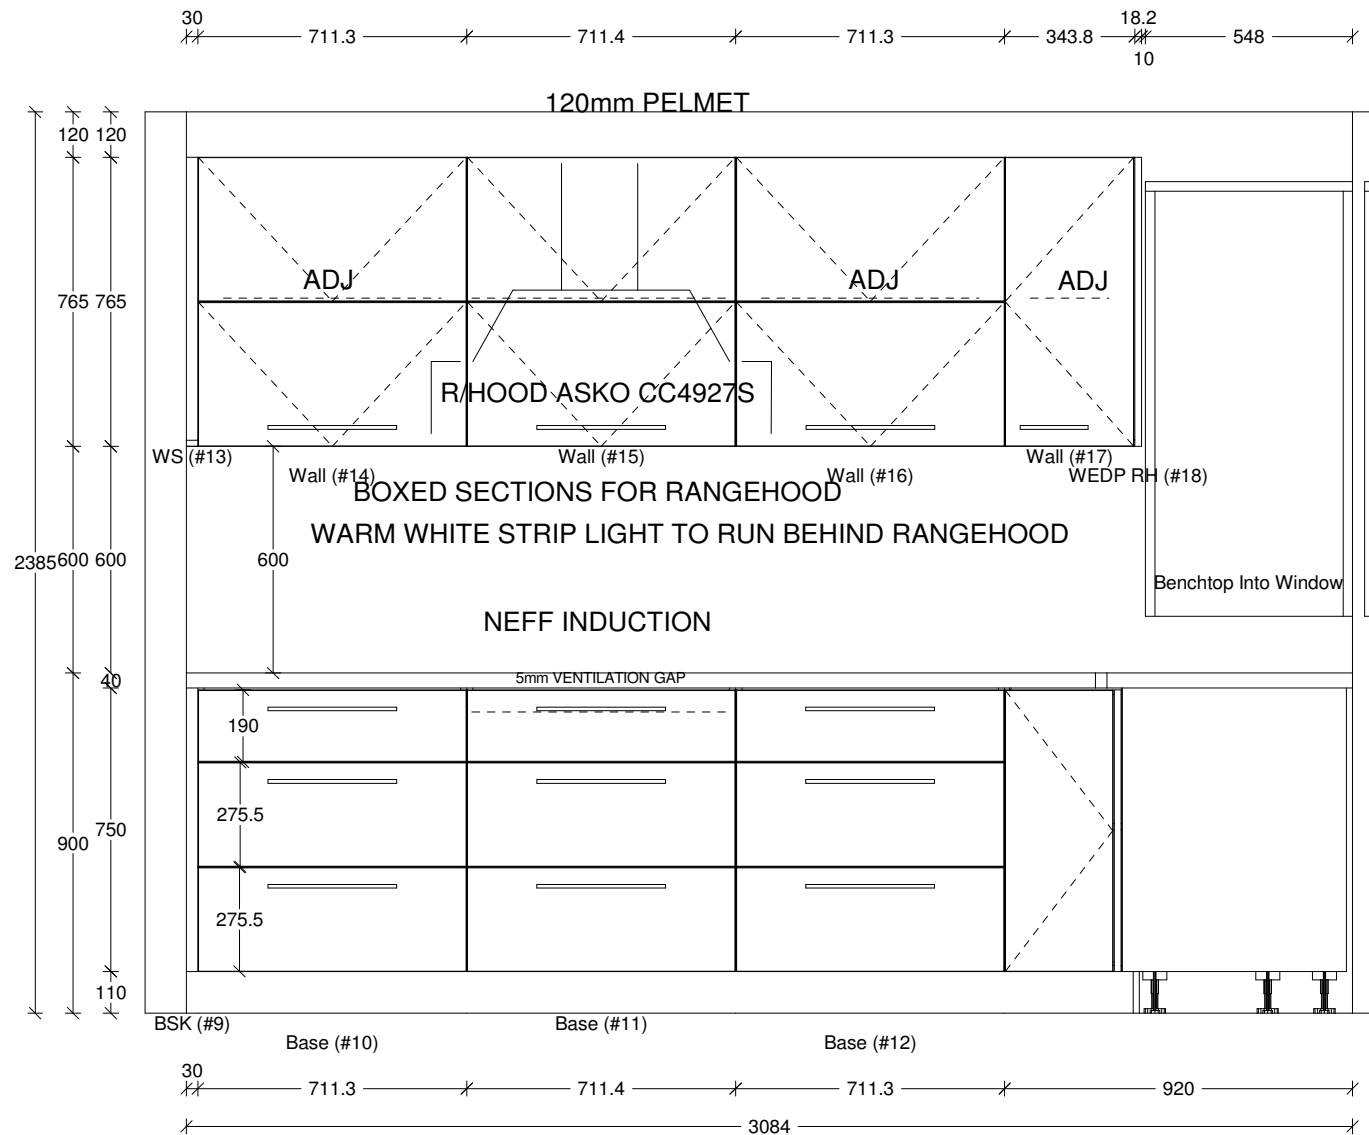 30 18.2
711.3 711.4 711.3 343.8 548
10
120mm PELMET
120 120
ADJ ADJ ADJ
765 765
R/HOOD ASKO CC4927S
WS (#13) Wall (#15) Wall (#17)
Wall (#14) Wall (#16) WEDP RH (#18)
BOXED SECTIONS FOR RANGEHOOD
WARM WHITE STRIP LIGHT TO RUN BEHIND RANGEHOOD
2385 600 600 600
Benchtop Into Window
NEFF INDUCTION
40 5mm VENTILATION GAP
190
275.5
900 750
275.5
110
BSK (#9) Base (#11)
Base (#10) Base (#12)
30
711.3 711.4 711.3 920
3084